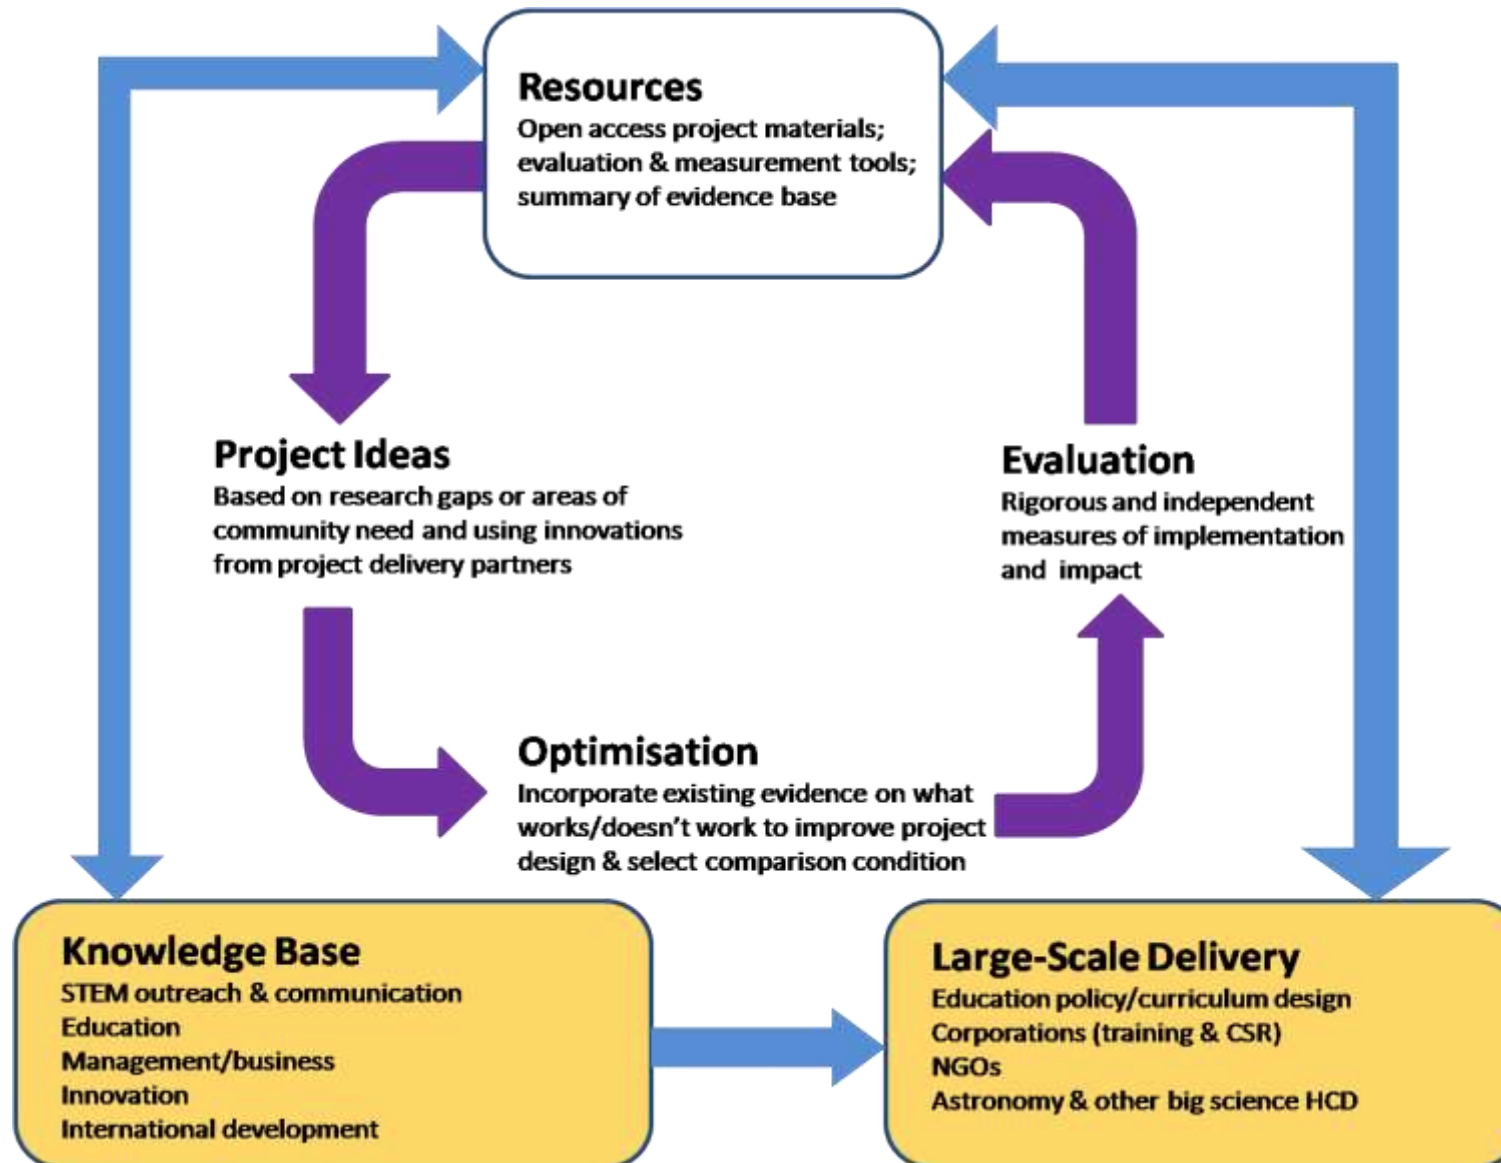 Resources
Open access project materials;
evaluation & measurement tools;
summary of evidence base
Project Ideas
Based on research gaps or areas of
community need and using innovations
from project delivery partners
Evaluation
Rigorous and independent
measures of implementation
and impact
Optimisation
Incorporate existing evidence on what
works/doesn't work to improve project
design & select comparison condition
Knowledge Base
STEM outreach & communication
Education
Management/business
Innovation
International development
Large-Scale Delivery
Education policy/curriculum design
Corporations (training & CSR)
NGOs
Astronomy & other big science HCD